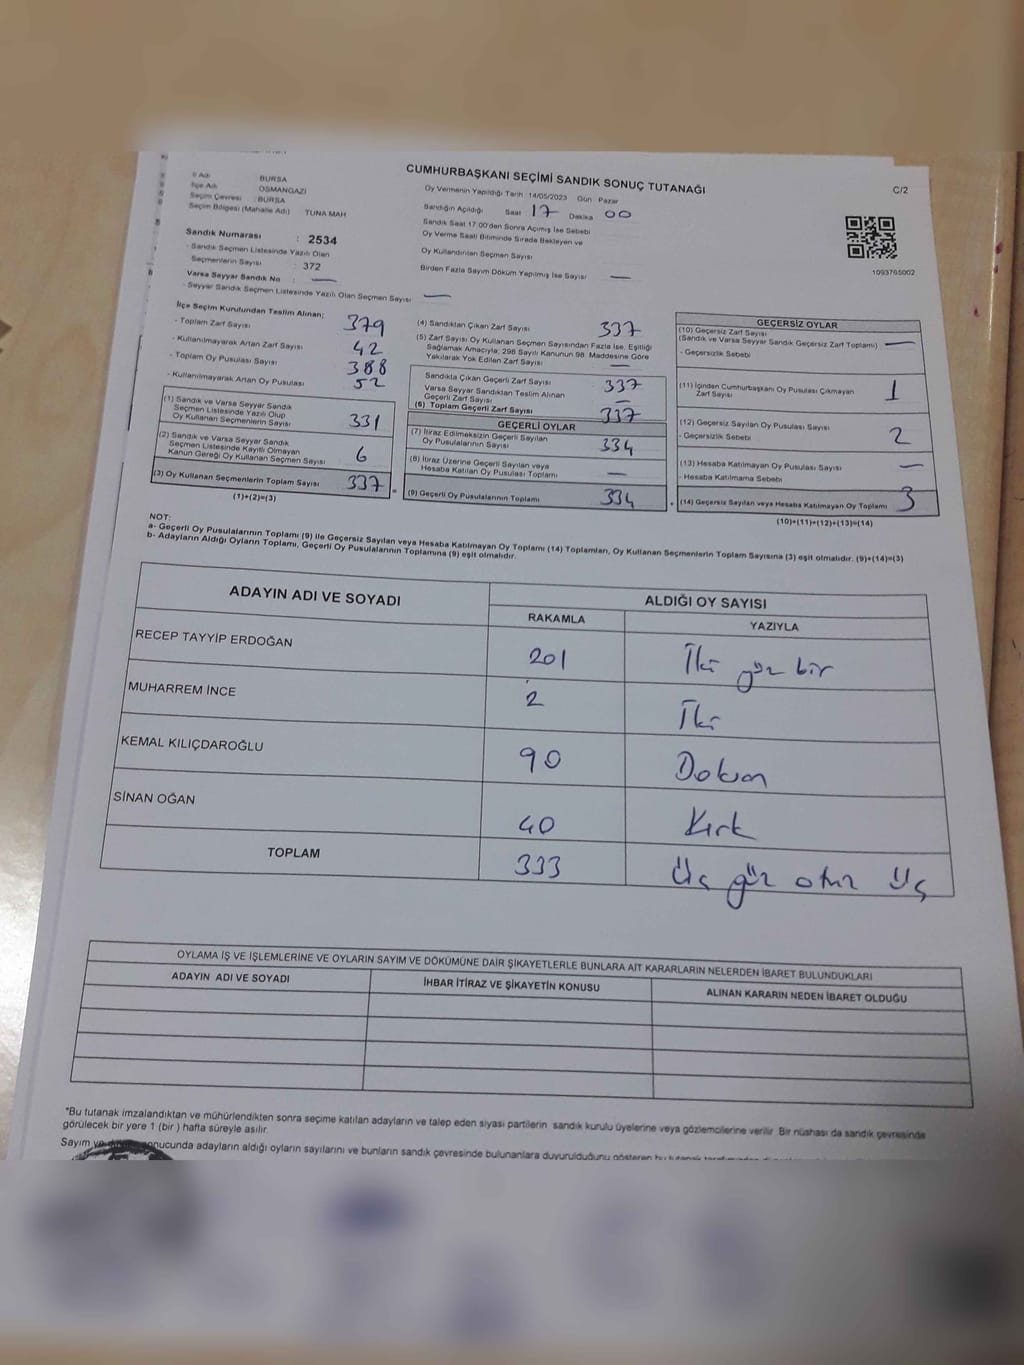 CUMHURBAŞKANI SEÇİMİ SANDIK SONUÇ TUTANAĞI
C/2
İl Adı BURSA
İlçe Adı OSMANGAZİ
Seçim Çevresi : BURSA
Seçim Bölgesi (Mahalle Adı) TUNA MAH
Sandık Numarası : 2534
- Sandık Seçmen Listesinde Yazılı Olan
Seçmenlerin Sayısı : 372
Varsa Seyyar Sandık No : —
- Seyyar Sandık Seçmen Listesinde Yazılı Olan Seçmen Sayısı —
Oy Vermenin Yapıldığı Tarih : 14/05/2023 Gün Pazar
Sandığın Açıldığı Saat 17 Dakika 00
Sandık Saat 17:00'dan Sonra Açmış İse Sebebi
Oy Verme Saati Bitiminde Sırada Bekleyen ve
Oy Kullandırılan Seçmen Sayısı
Birden Fazla Sayım Döküm Yapılmış İse Sayısı —
1093765002
İlçe Seçim Kurulundan Teslim Alınan;
- Toplam Zarf Sayısı 379
- Kullanılmayarak Artan Zarf Sayısı 42
- Toplam Oy Pusulası Sayısı 388
- Kullanılmayarak Artan Oy Pusulası 52
(1) Sandık ve Varsa Seyyar Sandık
Seçmen Listesinde Yazılı Olup
Oy Kullanan Seçmenlerin Sayısı 331
(2) Sandık ve Varsa Seyyar Sandık
Seçmen Listesinde Kayıtlı Olmayan
Kanun Gereği Oy Kullanan Seçmen Sayısı 6
(3) Oy Kullanan Seçmenlerin Toplam Sayısı 337
(1)+(2)=(3)
(4) Sandıktan Çıkan Zarf Sayısı 337
(5) Zarf Sayısı Oy Kullanan Seçmen Sayısından Fazla İse, Eşitliği
Sağlamak Amacıyla, 298 Sayılı Kanunun 98. Maddesine Göre
Yakılarak Yok Edilen Zarf Sayısı —
Sandıkta Çıkan Geçerli Zarf Sayısı 337
Varsa Seyyar Sandıktan Teslim Alınan
Geçerli Zarf Sayısı —
(6) Toplam Geçerli Zarf Sayısı 337
GEÇERLİ OYLAR
(7) İtiraz Edilmeksizin Geçerli Sayılan
Oy Pusulalarının Sayısı 334
(8) İtiraz Üzerine Geçerli Sayılan veya
Hesaba Katılan Oy Pusulası Toplamı —
(9) Geçerli Oy Pusulalarının Toplamı 334
GEÇERSİZ OYLAR
(10) Geçersiz Zarf Sayısı
(Sandık ve Varsa Seyyar Sandık Geçersiz Zarf Toplamı) —
- Geçersizlik Sebebi
(11) İçinden Cumhurbaşkanı Oy Pusulası Çıkmayan
Zarf Sayısı 1
(12) Geçersiz Sayılan Oy Pusulası Sayısı 2
- Geçersizlik Sebebi
(13) Hesaba Katılmayan Oy Pusulası Sayısı —
- Hesaba Katılmama Sebebi
(14) Geçersiz Sayılan veya Hesaba Katılmayan Oy Toplamı 3
(10)+(11)+(12)+(13)=(14)
NOT:
a- Geçerli Oy Pusulalarının Toplamı (9) ile Geçersiz Sayılan veya Hesaba Katılmayan Oy Toplamı (14) Toplamları, Oy Kullanan Seçmenlerin Toplam Sayısına (3) eşit olmalıdır. (9)+(14)=(3)
b- Adayların Aldığı Oyların Toplamı, Geçerli Oy Pusulalarının Toplamına (9) eşit olmalıdır.
ADAYIN ADI VE SOYADI
ALDIĞI OY SAYISI
RAKAMLA YAZIYLA
RECEP TAYYİP ERDOĞAN 201 İki yüz bir
MUHARREM İNCE 2 İki
KEMAL KILIÇDAROĞLU 90 Doksan
SİNAN OĞAN 40 Kırk
TOPLAM 333 Üç yüz otuz üç
OYLAMA İŞ VE İŞLEMLERİNE VE OYLARIN SAYIM VE DÖKÜMÜNE DAİR ŞİKAYETLERLE BUNLARA AİT KARARLARIN NELERDEN İBARET BULUNDUKLARI
ADAYIN ADI VE SOYADI İHBAR İTİRAZ VE ŞİKAYETİN KONUSU ALINAN KARARIN NEDEN İBARET OLDUĞU
*Bu tutanak imzalandıktan ve mühürlendikten sonra seçime katılan adayların ve talep eden siyasi partilerin sandık kurulu üyelerine veya gözlemcilerine verilir. Bir nüshası da sandık çevresinde
görülecek bir yere 1 (bir) hafta süreyle asılır.
Sayım ve sonucunda adayların aldığı oyların sayılarını ve bunların sandık çevresinde bulunanlara duyurulduğunu gösteren bu tutanak